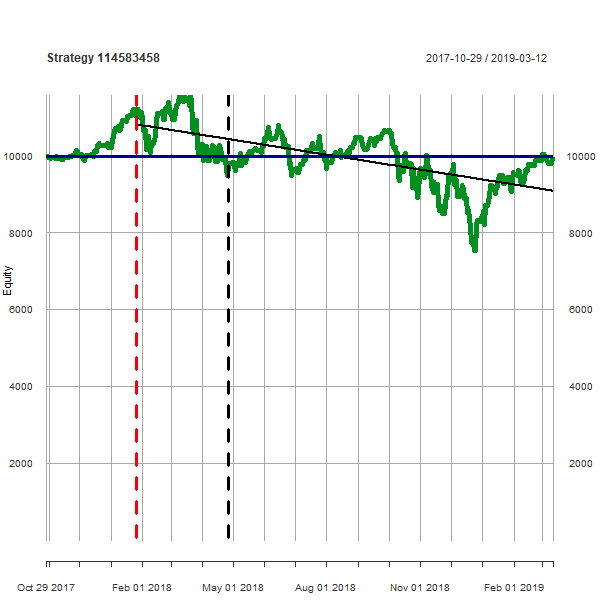 Strategy 114583458
2017-10-29 / 2019-03-12
10000 10000
8000 8000
6000 6000
4000 4000
2000 2000
Equity
Oct 29 2017 Feb 01 2018 May 01 2018 Aug 01 2018 Nov 01 2018 Feb 01 2019